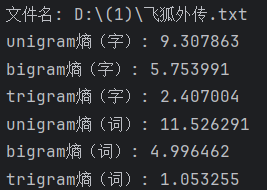 文件名: D:\(1)\飞狐外传.txt
unigram熵（字）: 9.307863
bigram熵（字）: 5.753991
trigram熵（字）: 2.407004
unigram熵（词）: 11.526291
bigram熵（词）: 4.996462
trigram熵（词）: 1.053255